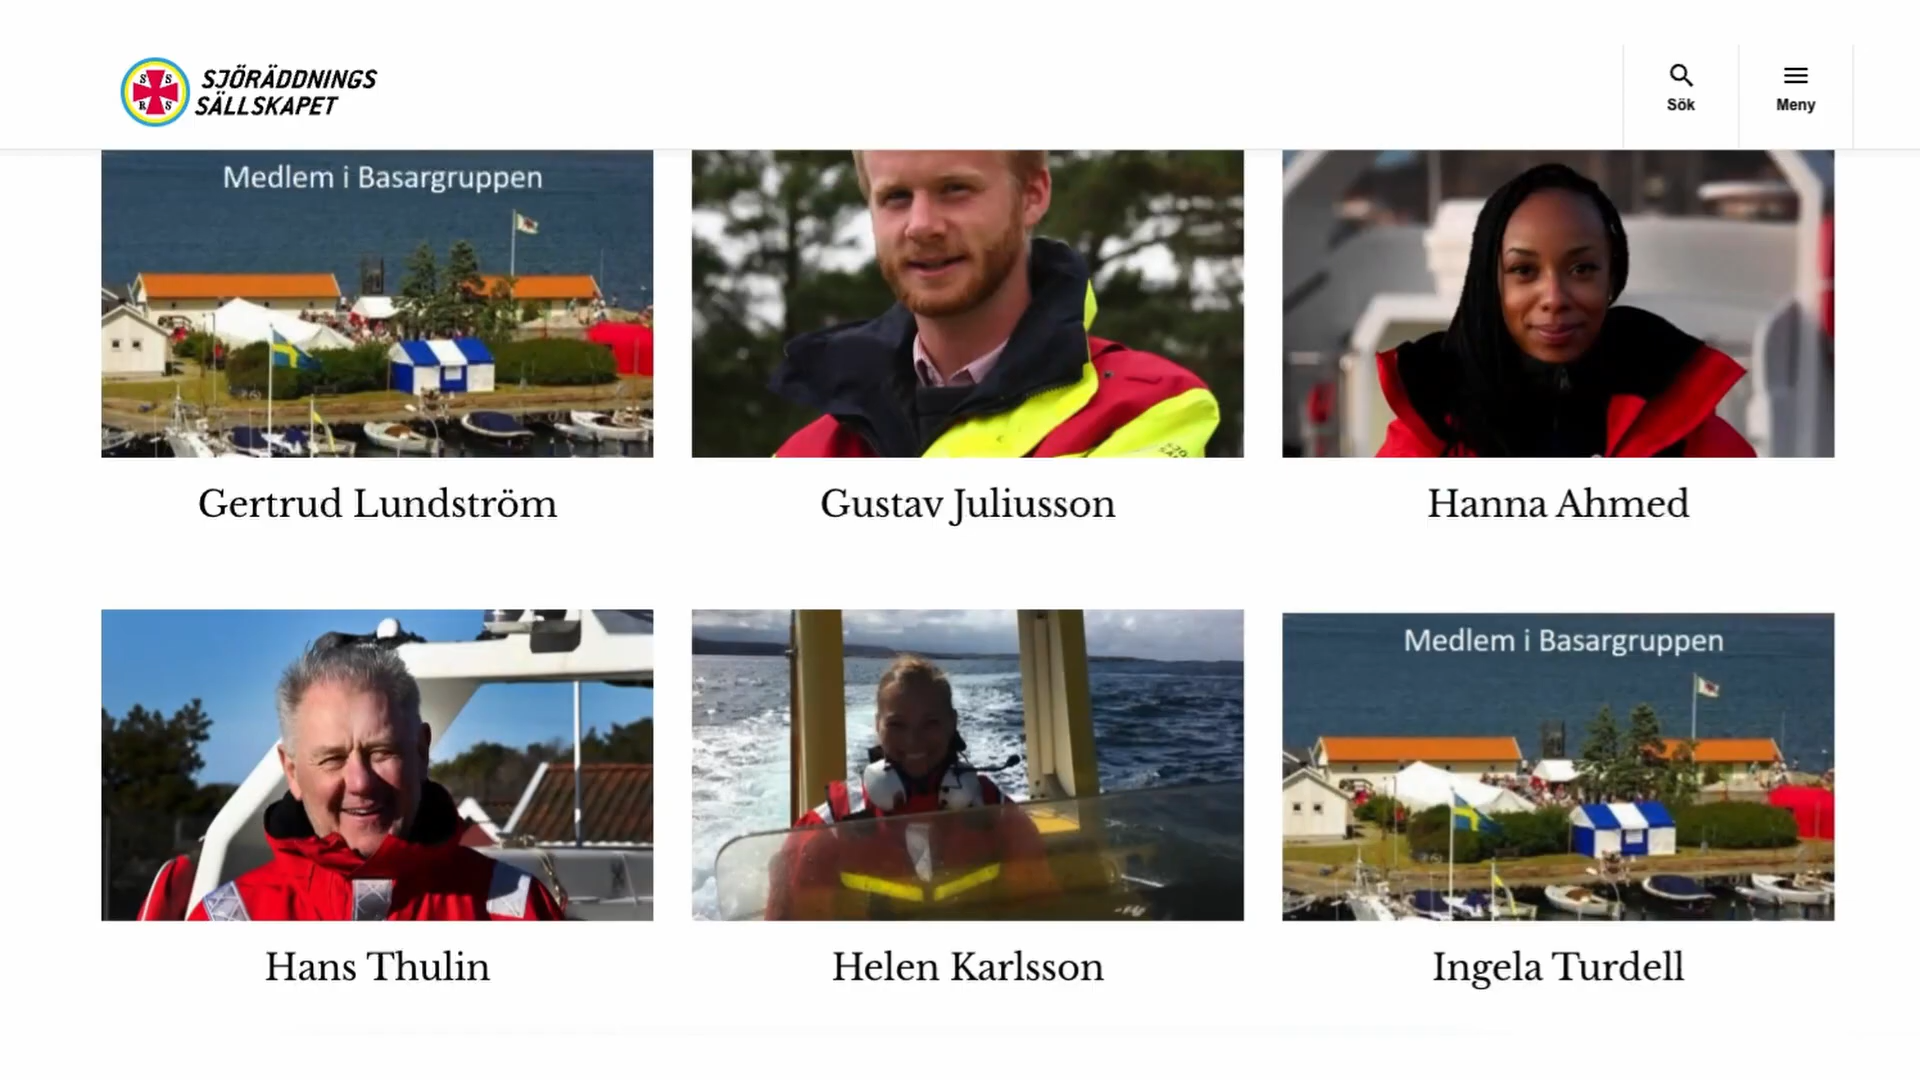 SJÖRÄDDNINGS
SÄLLSKAPET
S S
R S
Sök
Meny
Medlem i Basargruppen
Gertrud Lundström
Gustav Juliusson
Hanna Ahmed
Medlem i Basargruppen
Hans Thulin
Helen Karlsson
Ingela Turdell